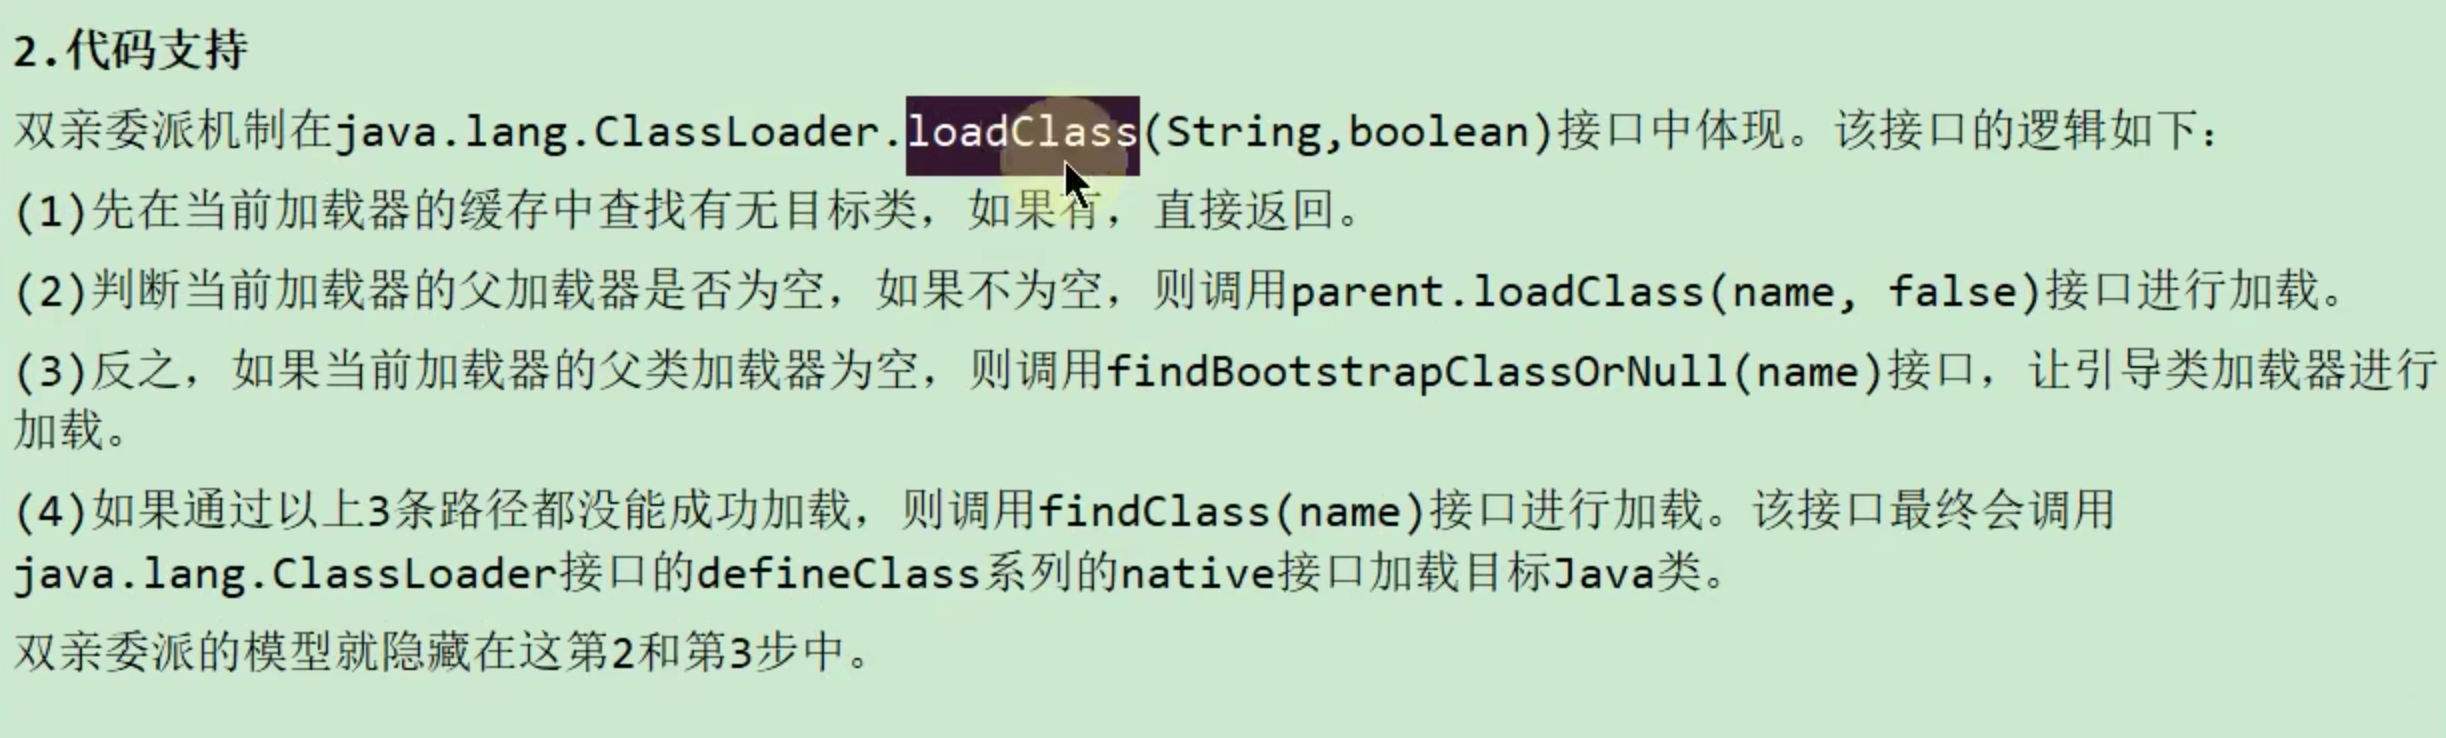 2.代码支持
双亲委派机制在java.lang.ClassLoader.loadClass(String,boolean)接口中体现。该接口的逻辑如下：
(1)先在当前加载器的缓存中查找有无目标类，如果有，直接返回。
(2)判断当前加载器的父加载器是否为空，如果不为空，则调用parent.loadClass(name, false)接口进行加载。
(3)反之，如果当前加载器的父类加载器为空，则调用findBootstrapClassOrNull(name)接口，让引导类加载器进行
加载。
(4)如果通过以上3条路径都没能成功加载，则调用findClass(name)接口进行加载。该接口最终会调用
java.lang.ClassLoader接口的defineClass系列的native接口加载目标Java类。
双亲委派的模型就隐藏在这第2和第3步中。